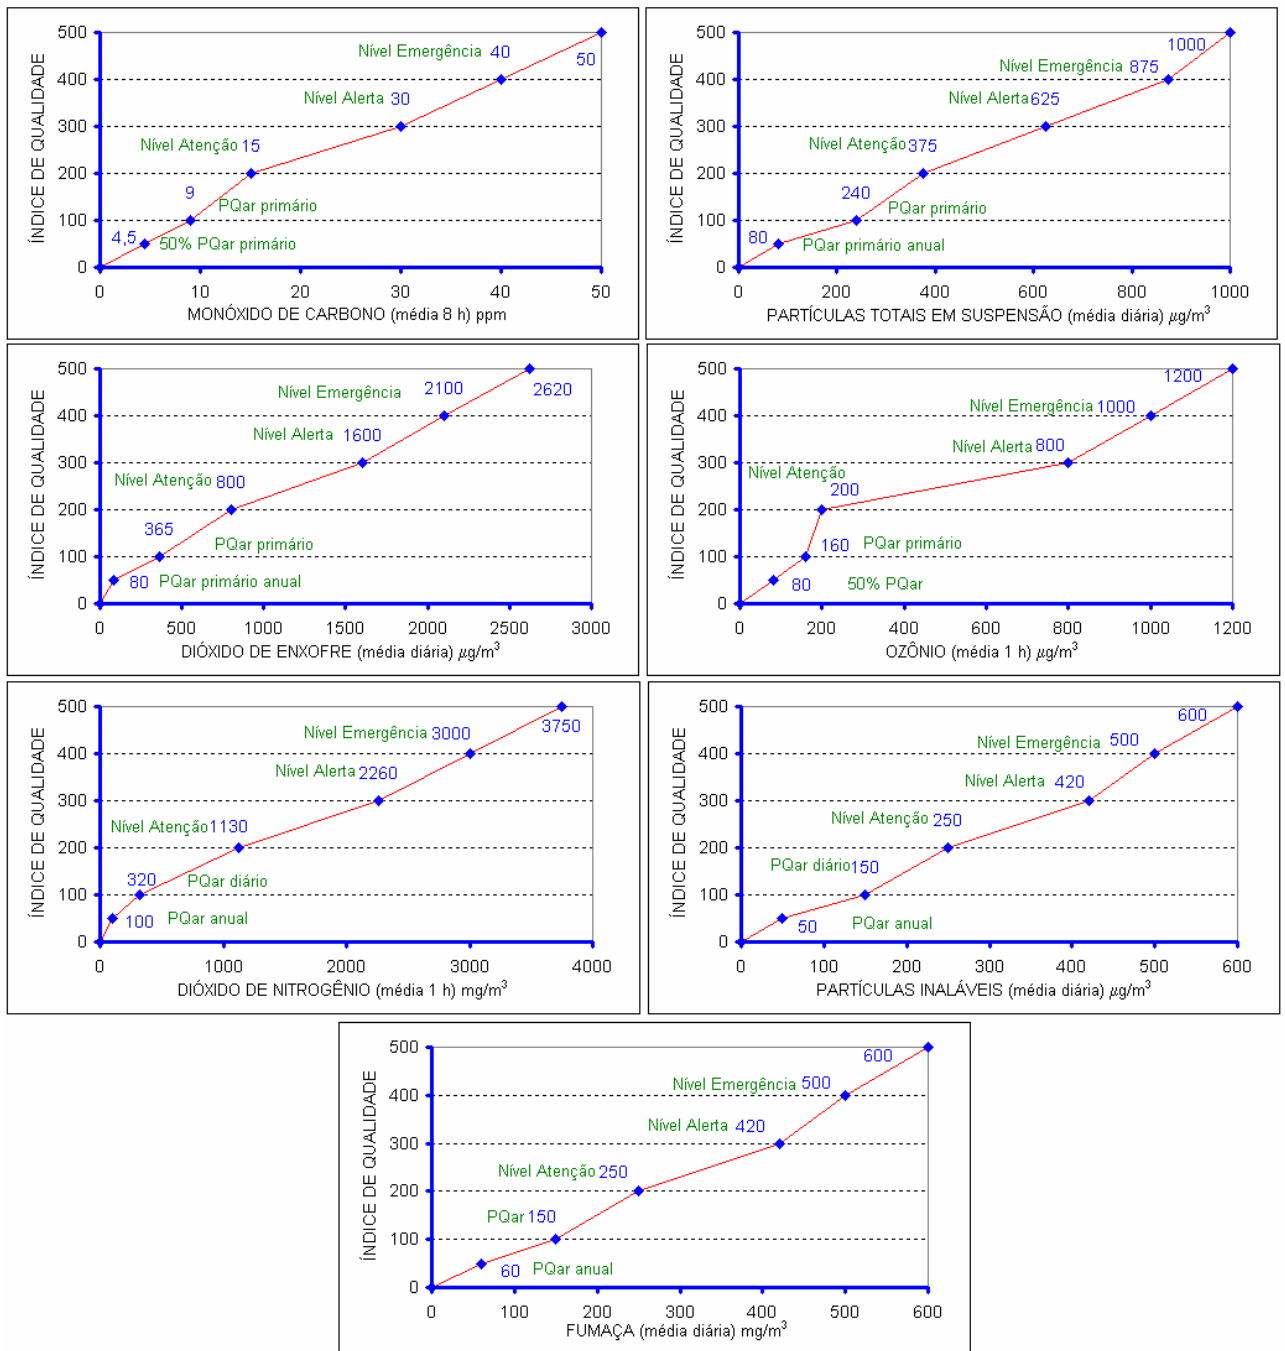 ÍNDICE DE QUALIDADE
500
400
300
200
100
0
Nível Emergência 40
50
Nível Alerta 30
Nível Atenção 15
9
PQar primário
4,5
50% PQar primário
0 10 20 30 40 50
MONÓXIDO DE CARBONO (média 8 h) ppm
ÍNDICE DE QUALIDADE
500
400
300
200
100
0
1000
Nível Emergência 875
Nível Alerta 625
Nível Atenção 375
240
PQar primário
80
PQar primário anual
0 200 400 600 800 1000
PARTÍCULAS TOTAIS EM SUSPENSÃO (média diária) µg/m³
ÍNDICE DE QUALIDADE
500
400
300
200
100
0
Nível Emergência 2100
2620
Nível Alerta 1600
Nível Atenção 800
365
PQar primário
80 PQar primário anual
0 500 1000 1500 2000 2500 3000
DIÓXIDO DE ENXOFRE (média diária) µg/m³
ÍNDICE DE QUALIDADE
500
400
300
200
100
0
1200
Nível Emergência 1000
Nível Alerta 800
Nível Atenção
200
160 PQar primário
80 50% PQar
0 200 400 600 800 1000 1200
OZÔNIO (média 1 h) µg/m³
ÍNDICE DE QUALIDADE
500
400
300
200
100
0
3750
Nível Emergência 3000
Nível Alerta 2260
Nível Atenção 1130
320 PQar diário
100 PQar anual
0 1000 2000 3000 4000
DIÓXIDO DE NITROGÊNIO (média 1 h) mg/m³
ÍNDICE DE QUALIDADE
500
400
300
200
100
0
600
Nível Emergência 500
Nível Alerta 420
Nível Atenção 250
PQar diário 150
50 PQar anual
0 100 200 300 400 500 600
PARTÍCULAS INALÁVEIS (média diária) µg/m³
ÍNDICE DE QUALIDADE
500
400
300
200
100
0
600
Nível Emergência 500
Nível Alerta 420
Nível Atenção 250
PQar 150
60 PQar anual
0 100 200 300 400 500 600
FUMAÇA (média diária) mg/m³